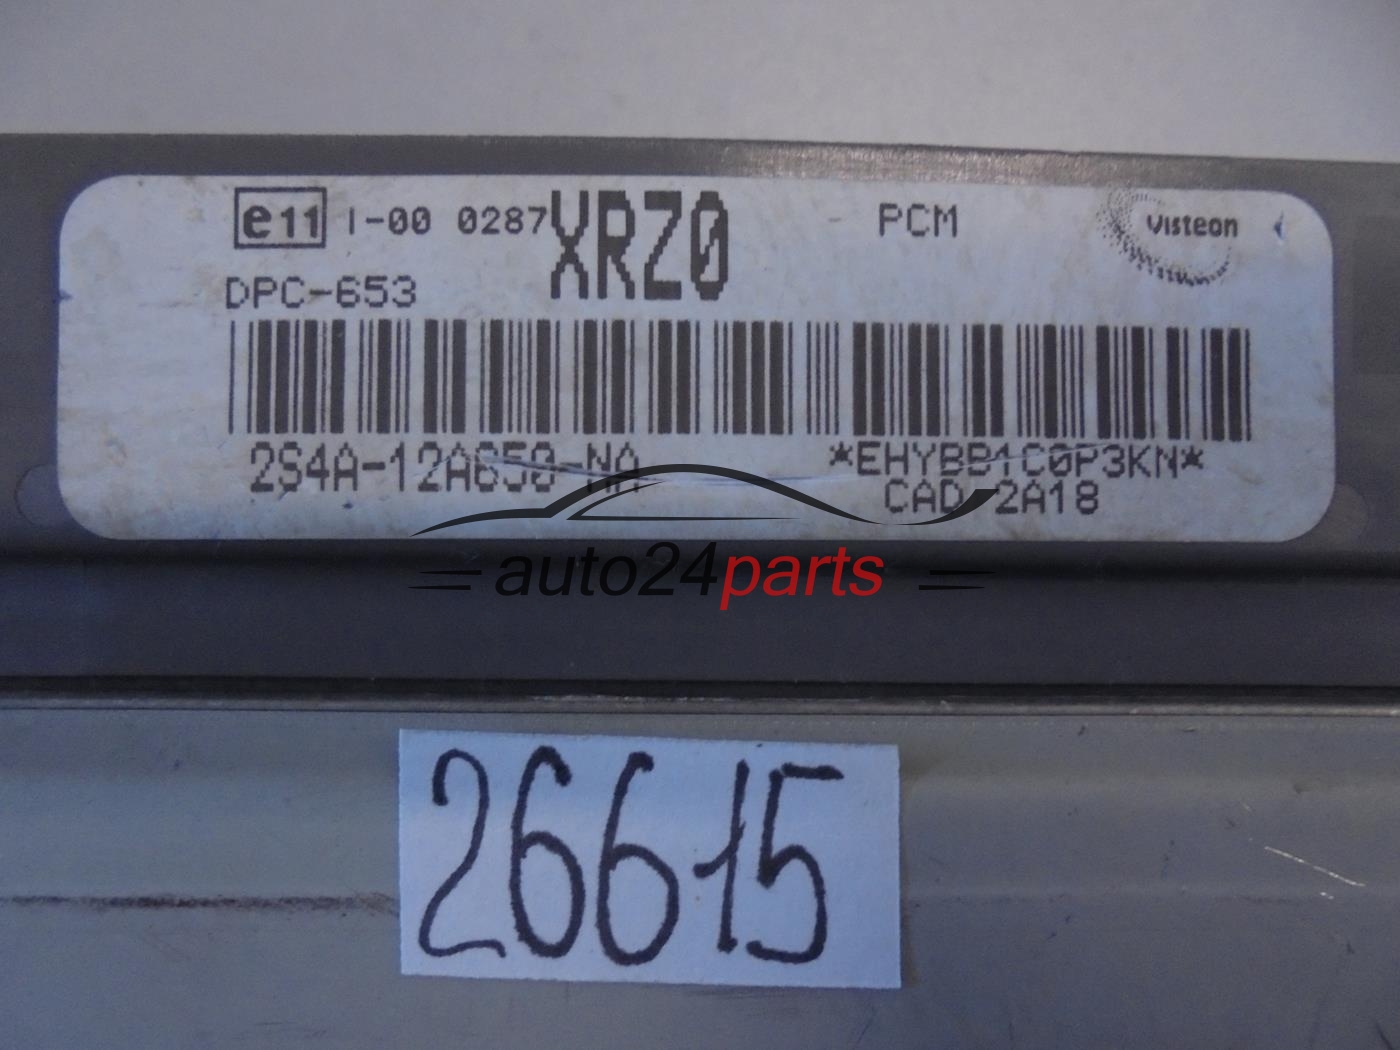 e11 I-00 0287 XRZ0 PCM Visteon
DPC-653
2S4A-12A650-NA *EHYBB1C0P3KN*
CAD 2A18
auto24parts
26615